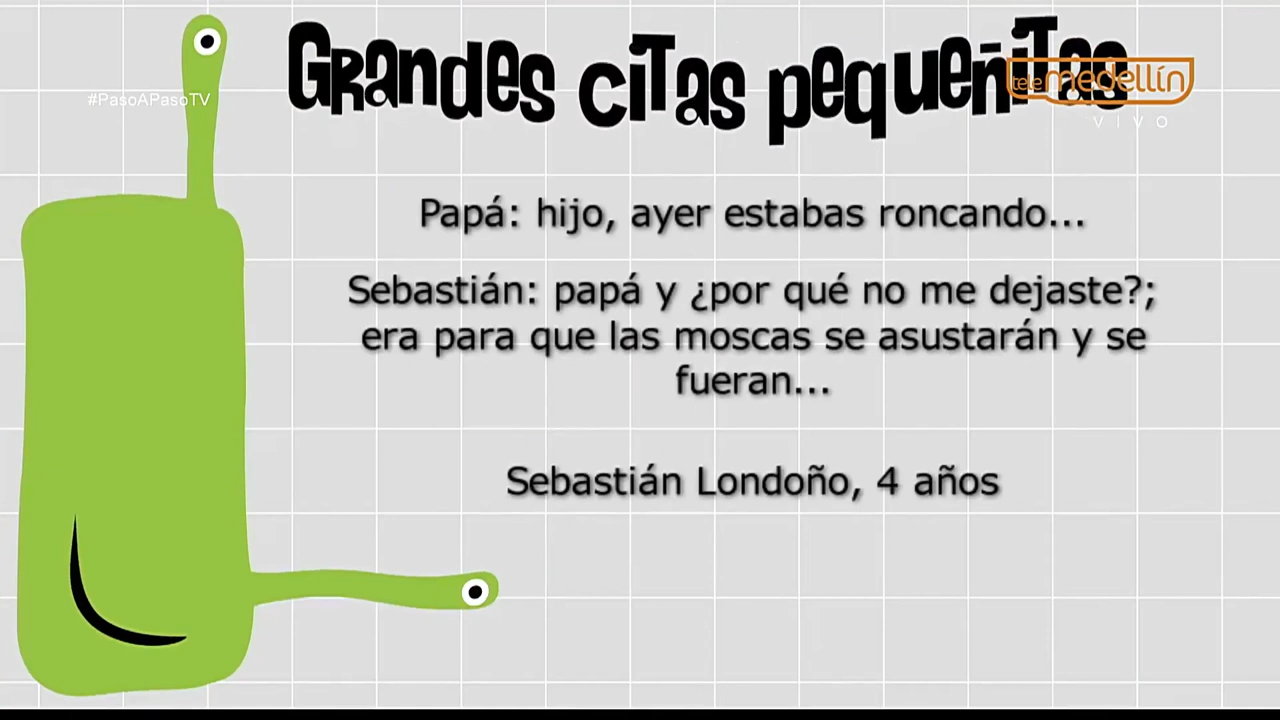 Grandes citas pequeñitas
telemedellín
VIVO
#PasoAPasoTV
Papá: hijo, ayer estabas roncando...
Sebastián: papá y ¿por qué no me dejaste?;
era para que las moscas se asustarán y se
fueran...
Sebastián Londoño, 4 años